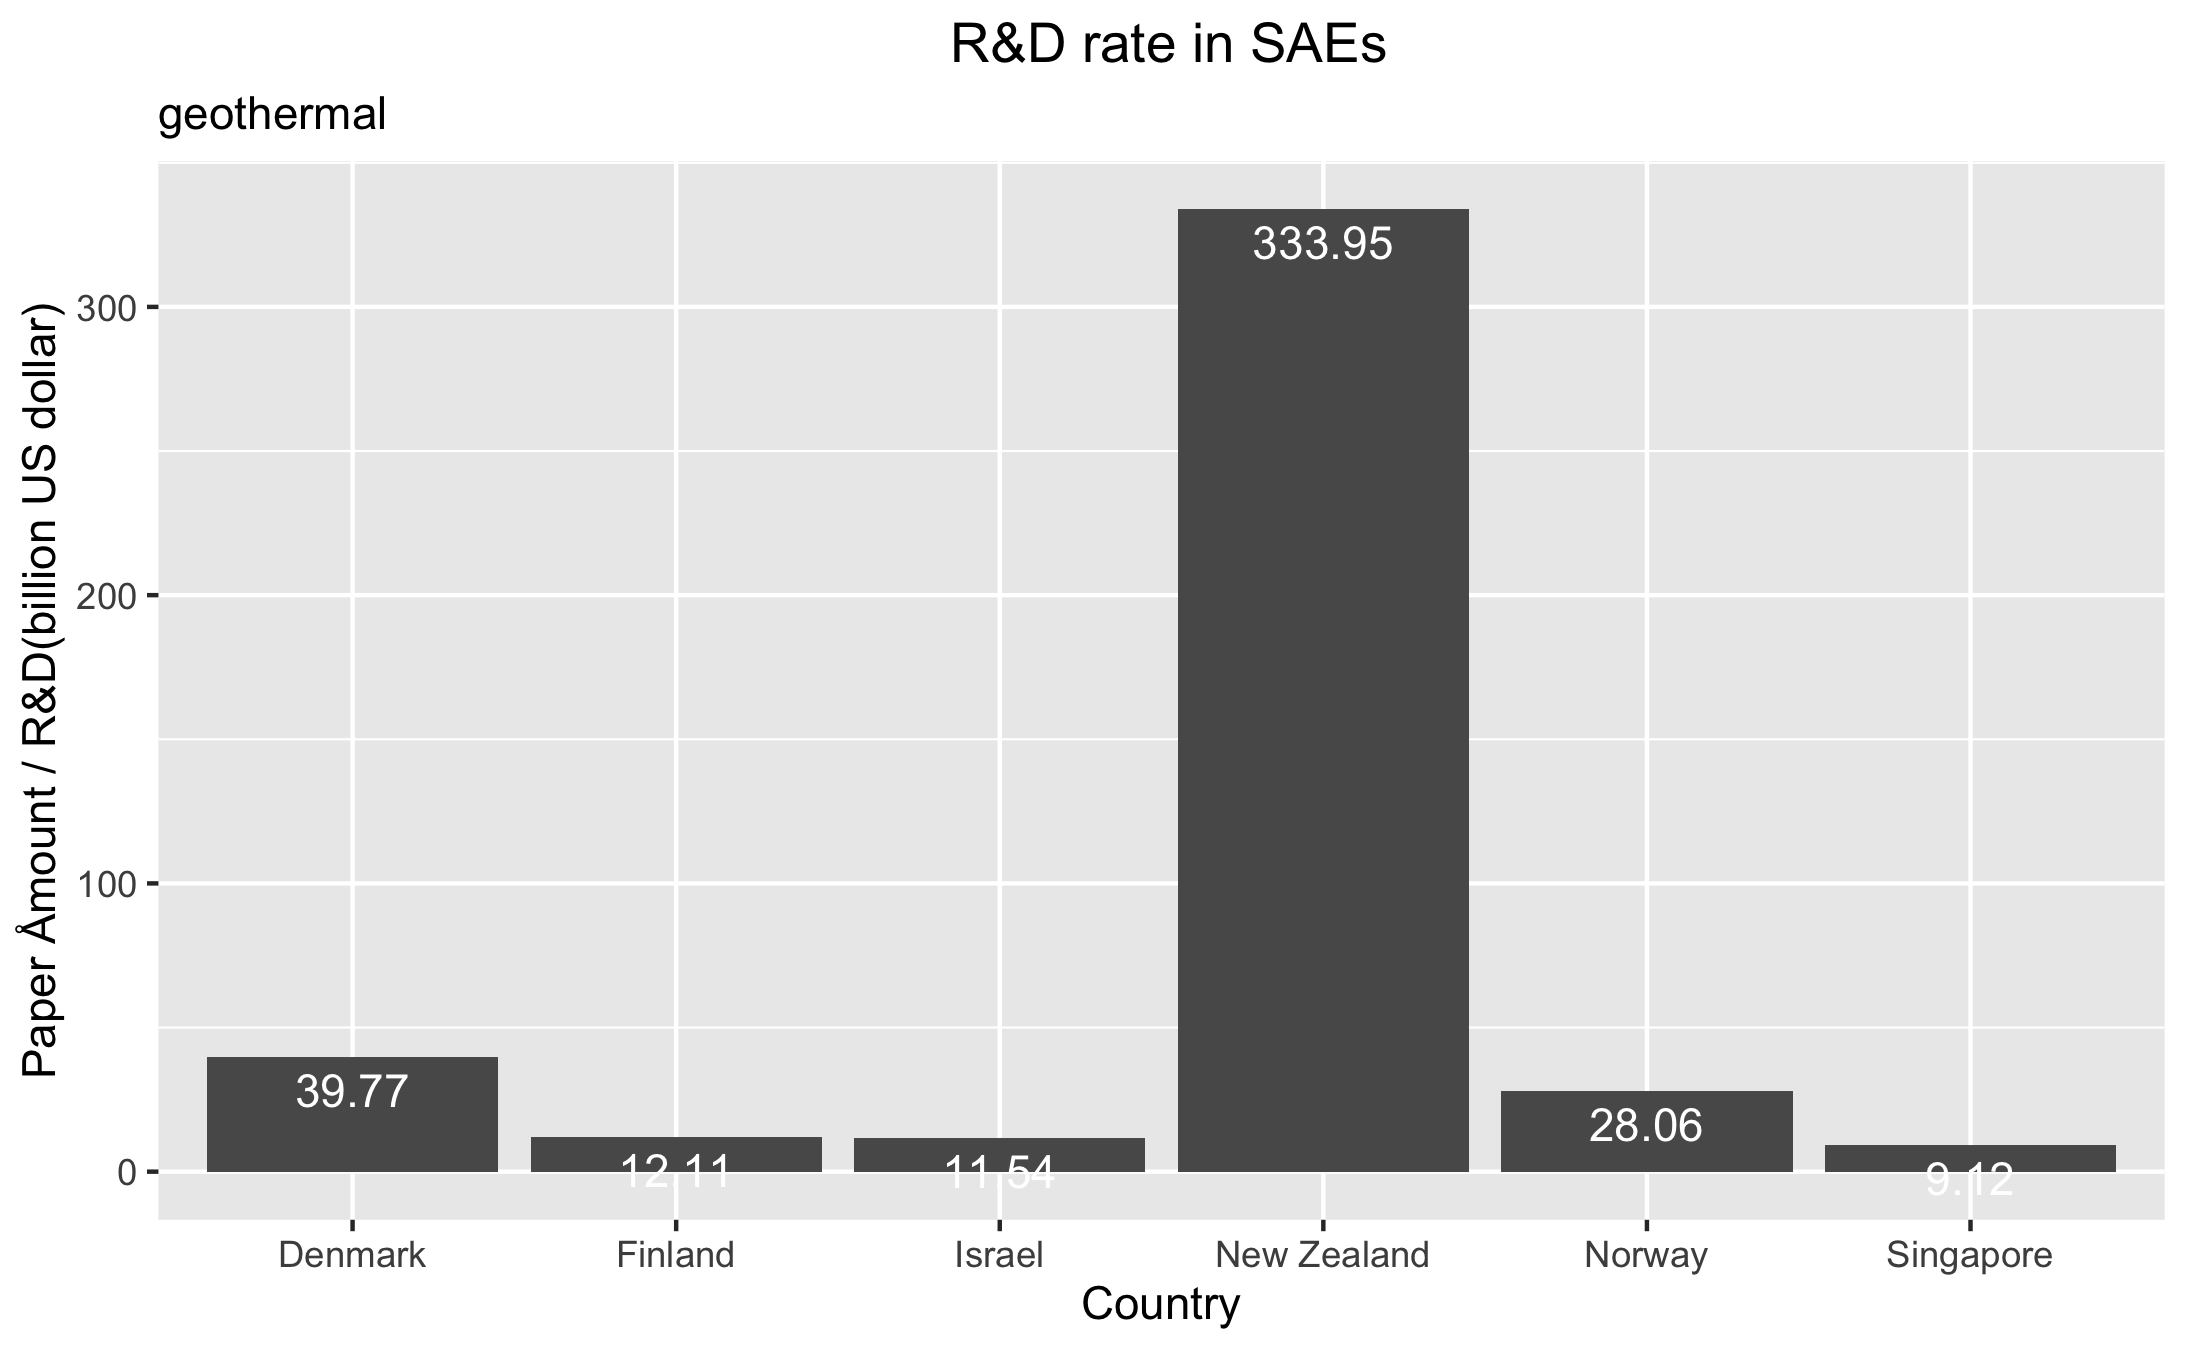 R&D rate in SAEs
geothermal
Paper Åmount / R&D(billion US dollar)
300
200
100
0
39.77
12.11
11.54
333.95
28.06
9.12
Denmark
Finland
Israel
New Zealand
Norway
Singapore
Country